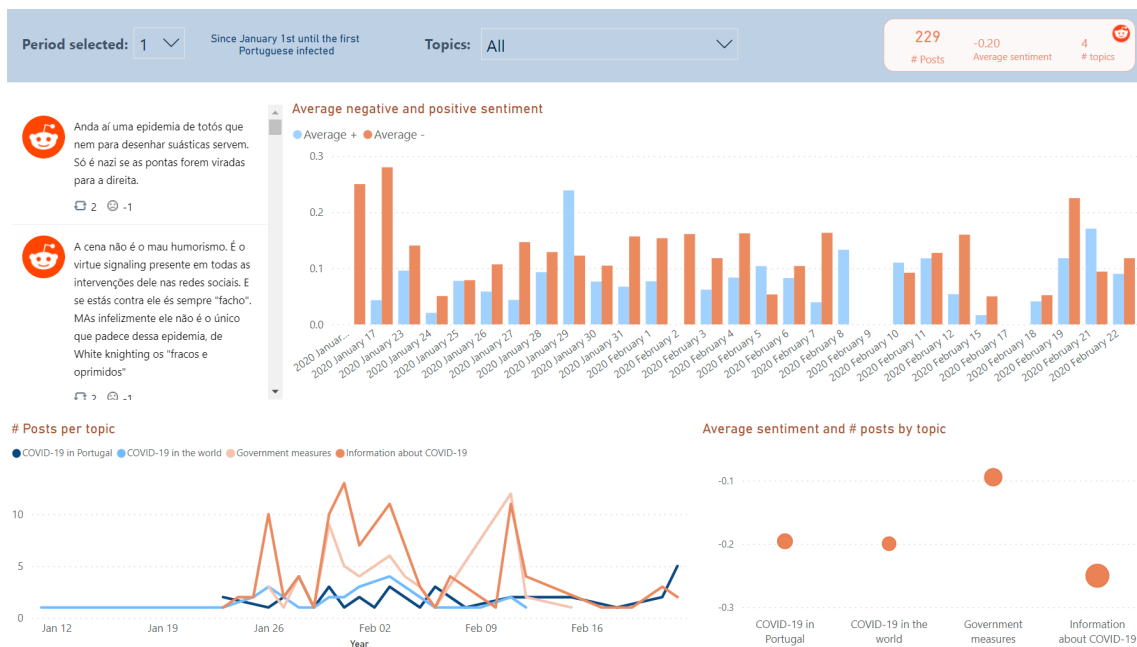 Period selected: 1
Since January 1st until the first
Portuguese infected
Topics: All
229
# Posts
-0.20
Average sentiment
4
# topics
Anda aí uma epidemia de totós que
nem para desenhar suásticas servem.
Só é nazi se as pontas forem viradas
para a direita.
2 -1
A cena não é o mau humorismo. É o
virtue signaling presente em todas as
intervenções dele nas redes sociais. E
se estás contra ele és sempre "facho".
MAs infelizmente ele não é o único
que padece dessa epidemia, de
White knighting os "fracos e
oprimidos"
2 -1
Average negative and positive sentiment
Average + Average -
0.3
0.2
0.1
0.0
2020 Januar...
2020 January 17
2020 January 23
2020 January 24
2020 January 25
2020 January 26
2020 January 27
2020 January 28
2020 January 29
2020 January 30
2020 January 31
2020 February 1
2020 February 2
2020 February 3
2020 February 4
2020 February 5
2020 February 6
2020 February 7
2020 February 8
2020 February 9
2020 February 10
2020 February 11
2020 February 12
2020 February 15
2020 February 17
2020 February 18
2020 February 19
2020 February 21
2020 February 22
# Posts per topic
COVID-19 in Portugal COVID-19 in the world Government measures Information about COVID-19
10
5
0
Jan 12 Jan 19 Jan 26 Feb 02 Feb 09 Feb 16
Year
Average sentiment and # posts by topic
-0.1
-0.2
-0.3
COVID-19 in
Portugal
COVID-19 in the
world
Government
measures
Information
about COVID-19